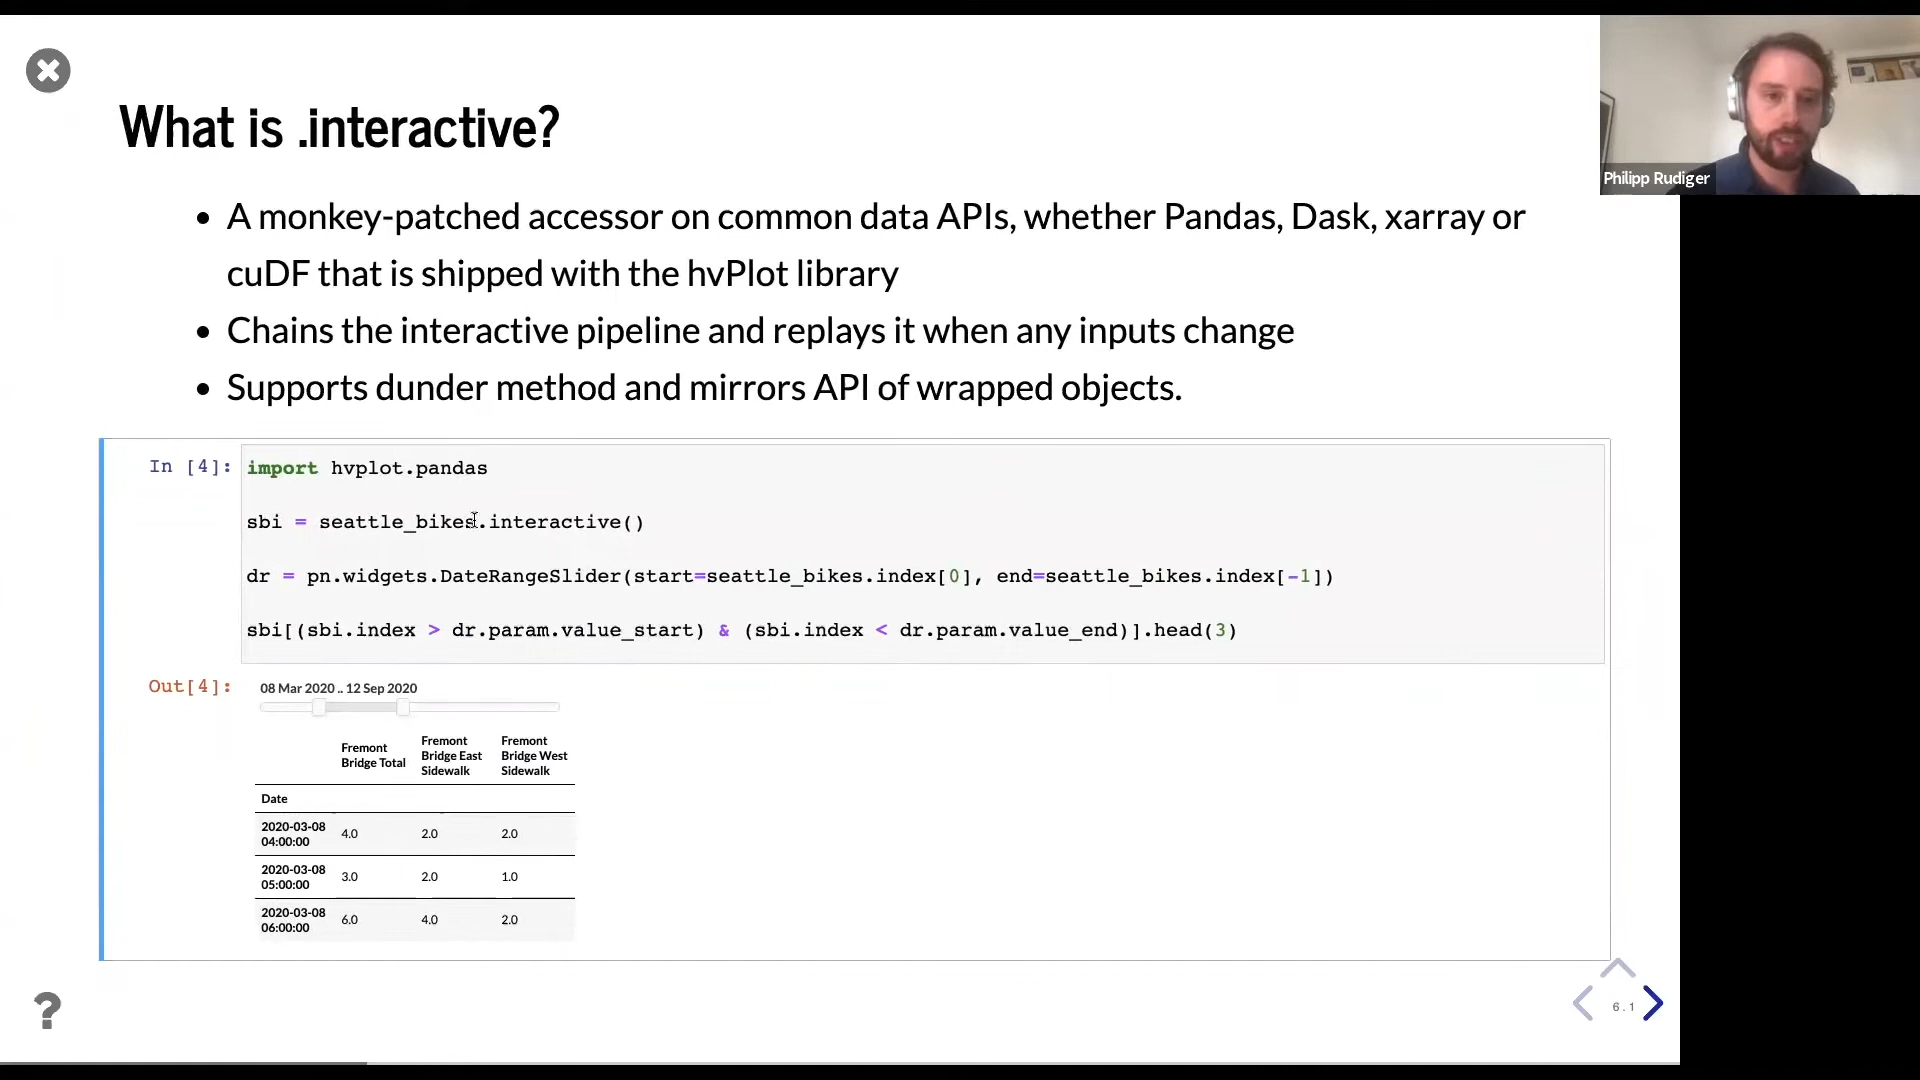 What is .interactive?
Philipp Rudiger
• A monkey-patched accessor on common data APIs, whether Pandas, Dask, xarray or
cuDF that is shipped with the hvPlot library
• Chains the interactive pipeline and replays it when any inputs change
• Supports dunder method and mirrors API of wrapped objects.
In [4]: import hvplot.pandas
sbi = seattle_bikes.interactive()
dr = pn.widgets.DateRangeSlider(start=seattle_bikes.index[0], end=seattle_bikes.index[-1])
sbi[(sbi.index > dr.param.value_start) & (sbi.index < dr.param.value_end)].head(3)
Out[4]: 08 Mar 2020 .. 12 Sep 2020
Fremont Bridge Total Fremont Bridge East Sidewalk Fremont Bridge West Sidewalk
Date
2020-03-08 04:00:00 4.0 2.0 2.0
2020-03-08 05:00:00 3.0 2.0 1.0
2020-03-08 06:00:00 6.0 4.0 2.0
?
6.1